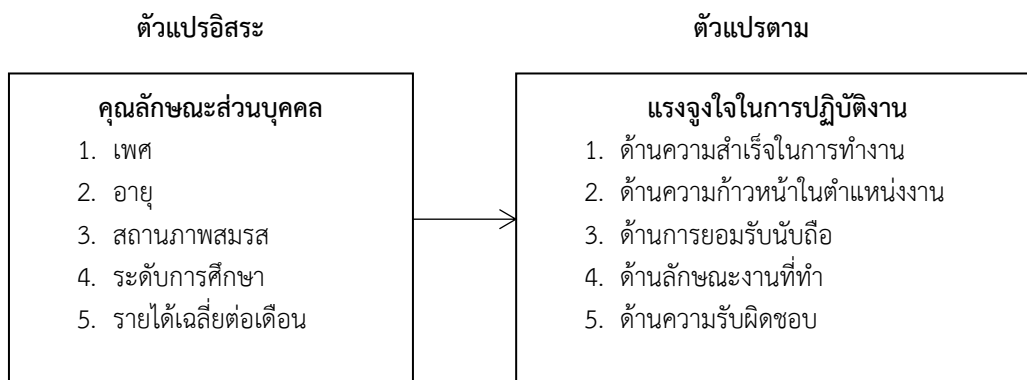 ตัวแปรอิสระ
ตัวแปรตาม
คุณลักษณะส่วนบุคคล
1. เพศ
2. อายุ
3. สถานภาพสมรส
4. ระดับการศึกษา
5. รายได้เฉลี่ยต่อเดือน
แรงจูงใจในการปฏิบัติงาน
1. ด้านความสำเร็จในการทำงาน
2. ด้านความก้าวหน้าในตำแหน่งงาน
3. ด้านการยอมรับนับถือ
4. ด้านลักษณะงานที่ทำ
5. ด้านความรับผิดชอบ